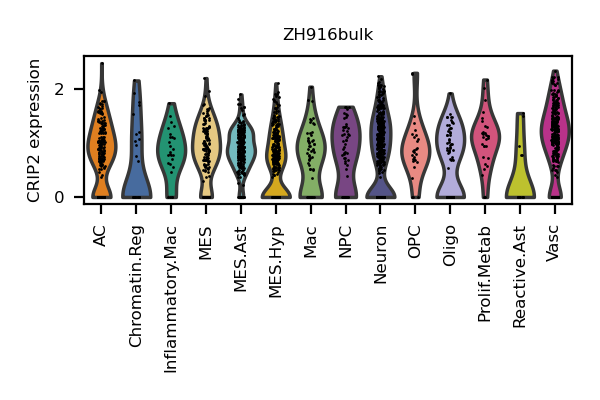 ZH916bulk
CRIP2 expression
2
0
AC
Chromatin.Reg
Inflammatory.Mac
MES
MES.Ast
MES.Hyp
Mac
NPC
Neuron
OPC
Oligo
Prolif.Metab
Reactive.Ast
Vasc